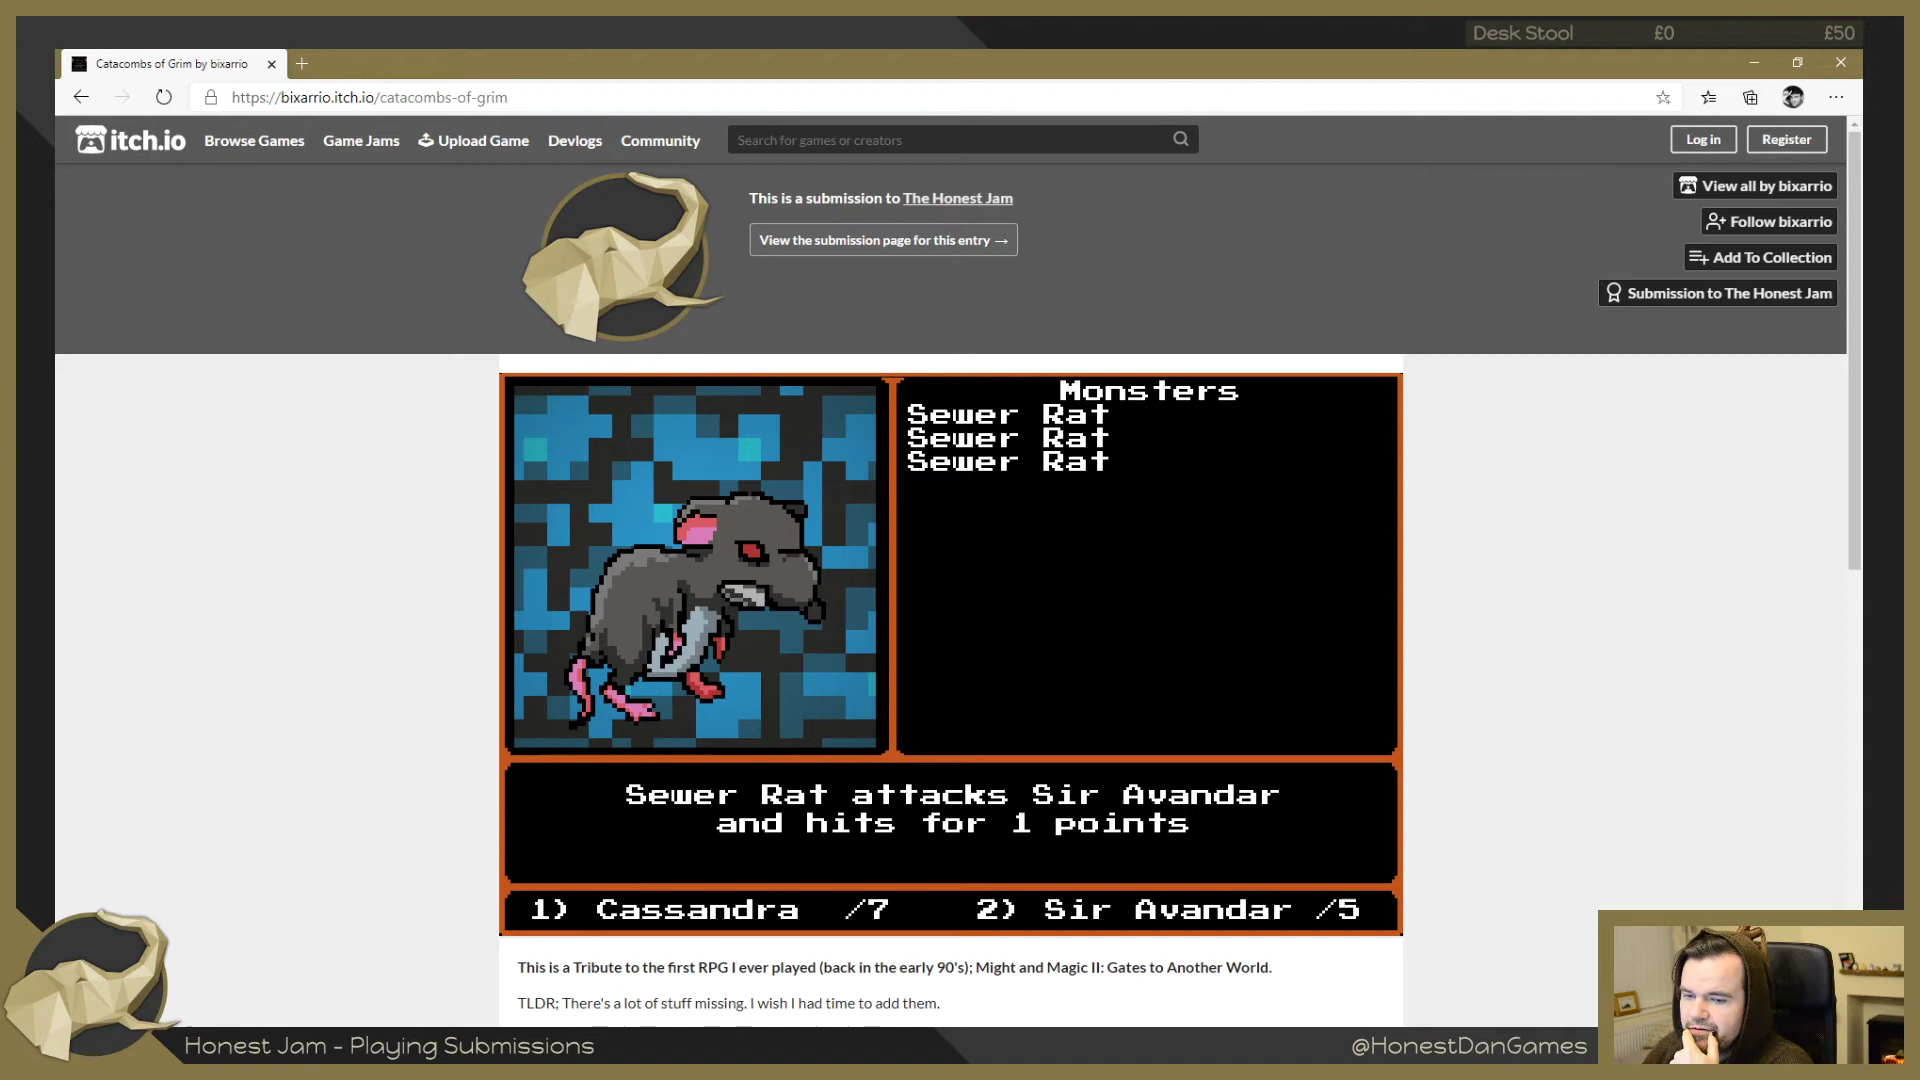 Desk Stool £0 £50
Catacombs of Grim by bixarrio
https://bixarrio.itch.io/catacombs-of-grim
itch.io Browse Games Game Jams Upload Game Devlogs Community Search for games or creators Log in Register
This is a submission to The Honest Jam
View the submission page for this entry →
View all by bixarrio
Follow bixarrio
Add To Collection
Submission to The Honest Jam
Monsters
Sewer Rat
Sewer Rat
Sewer Rat
Sewer Rat attacks Sir Avandar
and hits for 1 points
1) Cassandra /7 2) Sir Avandar /5
This is a Tribute to the first RPG I ever played (back in the early 90's); Might and Magic II: Gates to Another World.
TLDR; There's a lot of stuff missing. I wish I had time to add them.
Honest Jam - Playing Submissions
@HonestDanGames